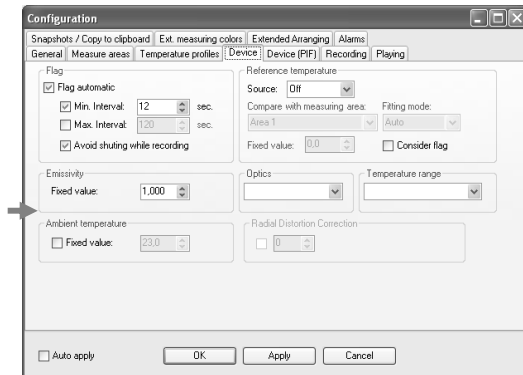 Configuration
Snapshots / Copy to clipboard Ext. measuring colors Extended Arranging Alarms
General Measure areas Temperature profiles Device Device (PIF) Recording Playing
Flag
Flag automatic
Min. Interval: 12 sec.
Max. Interval: 120 sec.
Avoid shuting while recording
Reference temperature
Source: Off
Compare with measuring area: Fitting mode:
Area 1 Auto
Fixed value: 0,0 Consider flag
Emissivity
Fixed value: 1,000
Optics
Temperature range
Ambient temperature
Fixed value: 23,0
Radial Distortion Correction
0
Auto apply OK Apply Cancel